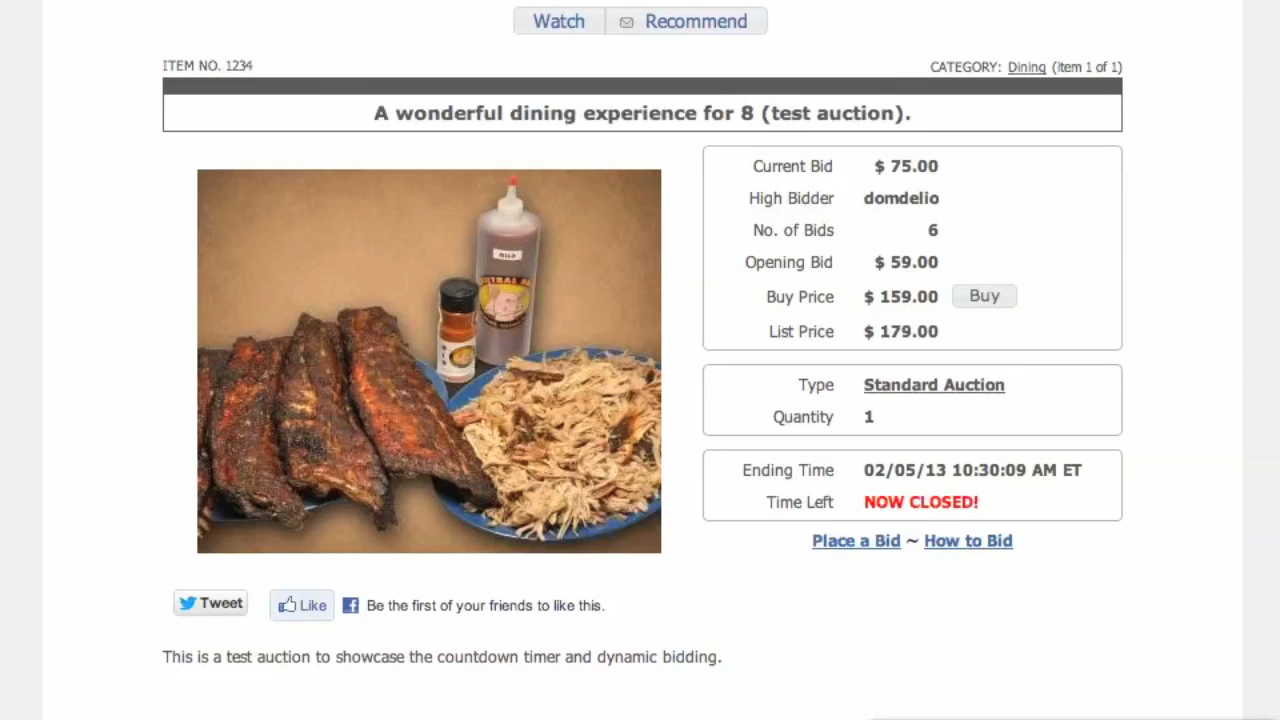 Watch Recommend
ITEM NO. 1234
CATEGORY: Dining (Item 1 of 1)
A wonderful dining experience for 8 (test auction).
Current Bid $ 75.00
High Bidder domdelio
No. of Bids 6
Opening Bid $ 59.00
Buy Price $ 159.00 Buy
List Price $ 179.00
Type Standard Auction
Quantity 1
Ending Time 02/05/13 10:30:09 AM ET
Time Left NOW CLOSED!
Place a Bid ~ How to Bid
Tweet Like Be the first of your friends to like this.
This is a test auction to showcase the countdown timer and dynamic bidding.